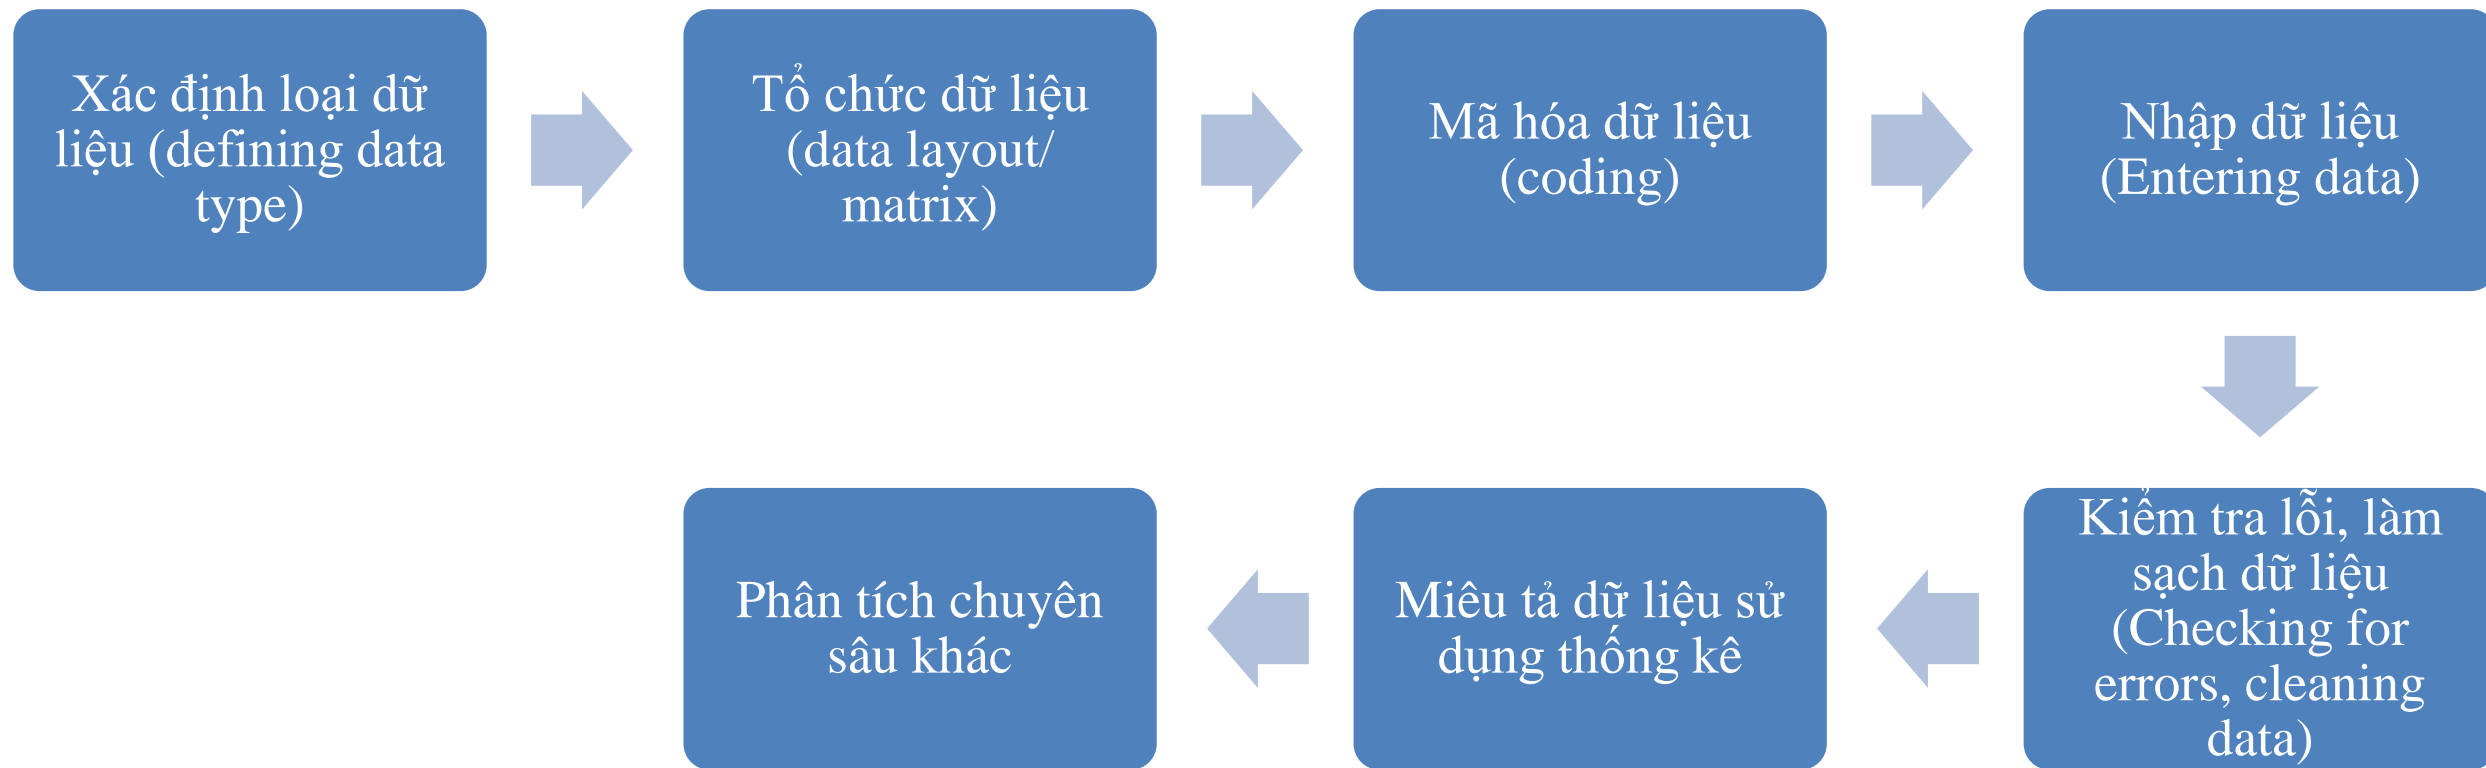 Xác định loại dữ
liệu (defining data
type)
Tổ chức dữ liệu
(data layout/
matrix)
Mã hóa dữ liệu
(coding)
Nhập dữ liệu
(Entering data)
Kiểm tra lỗi, làm
sạch dữ liệu
(Checking for
errors, cleaning
data)
Miêu tả dữ liệu sử
dụng thống kê
Phân tích chuyên
sâu khác